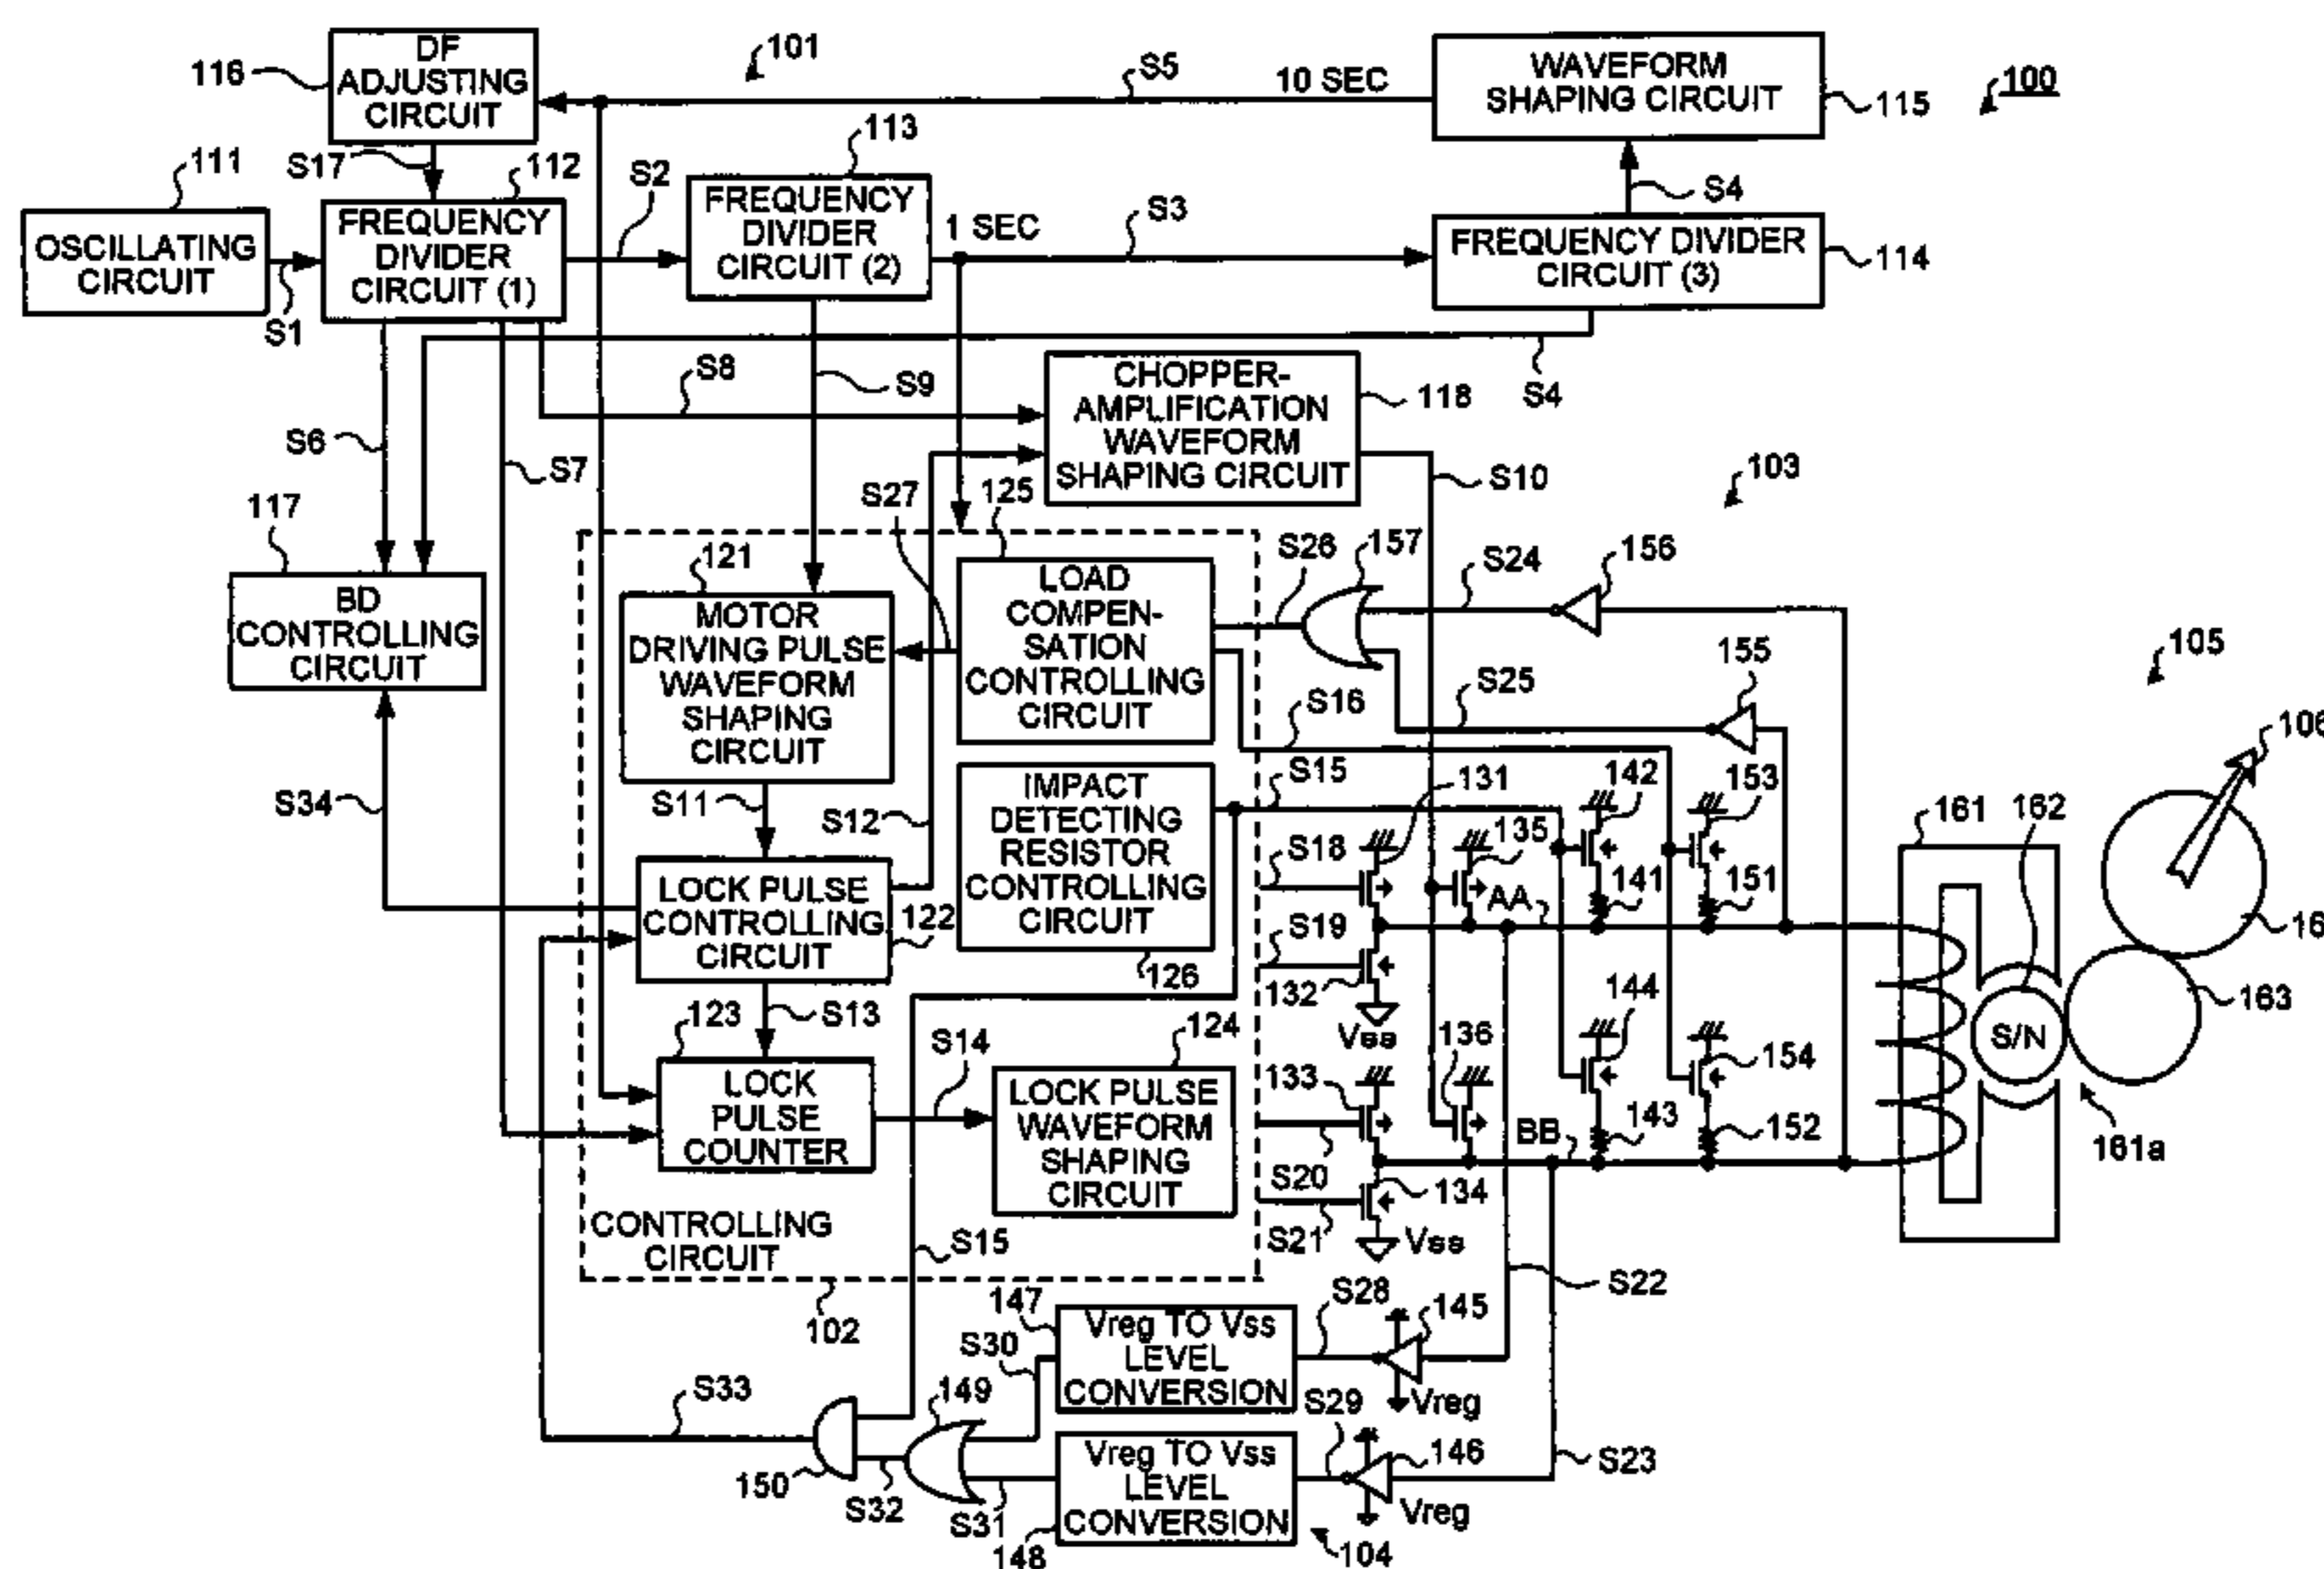 DF
ADJUSTING
CIRCUIT
116
101
S5
10 SEC
WAVEFORM
SHAPING CIRCUIT
115
100
111
S17
112
S2
113
S4
OSCILLATING
CIRCUIT
S1
FREQUENCY
DIVIDER
CIRCUIT (1)
FREQUENCY
DIVIDER
CIRCUIT (2)
1 SEC
S3
FREQUENCY DIVIDER
CIRCUIT (3)
114
S4
S8
S9
S6
S7
CHOPPER-
AMPLIFICATION
WAVEFORM
SHAPING CIRCUIT
118
S10
103
117
BD
CONTROLLING
CIRCUIT
S34
S27
125
121
MOTOR
DRIVING PULSE
WAVEFORM
SHAPING
CIRCUIT
LOAD
COMPEN-
SATION
CONTROLLING
CIRCUIT
S26
157
S24
156
S25
155
S16
105
106
S11
S12
IMPACT
DETECTING
RESISTOR
CONTROLLING
CIRCUIT
126
S15
131
142
153
S18
135
141
151
AA
S19
132
Vss
161
162
16
163
S/N
161a
LOCK PULSE
CONTROLLING
CIRCUIT
122
S13
123
LOCK
PULSE
COUNTER
S14
124
LOCK PULSE
WAVEFORM
SHAPING
CIRCUIT
133
136
144
154
143
152
BB
S20
134
S21
Vss
CONTROLLING
CIRCUIT
S15
102
S22
147
S30
Vreg TO Vss
LEVEL
CONVERSION
S28
145
Vreg
S33
149
S29
150
S32
S31
148
Vreg TO Vss
LEVEL
CONVERSION
146
Vreg
S23
104